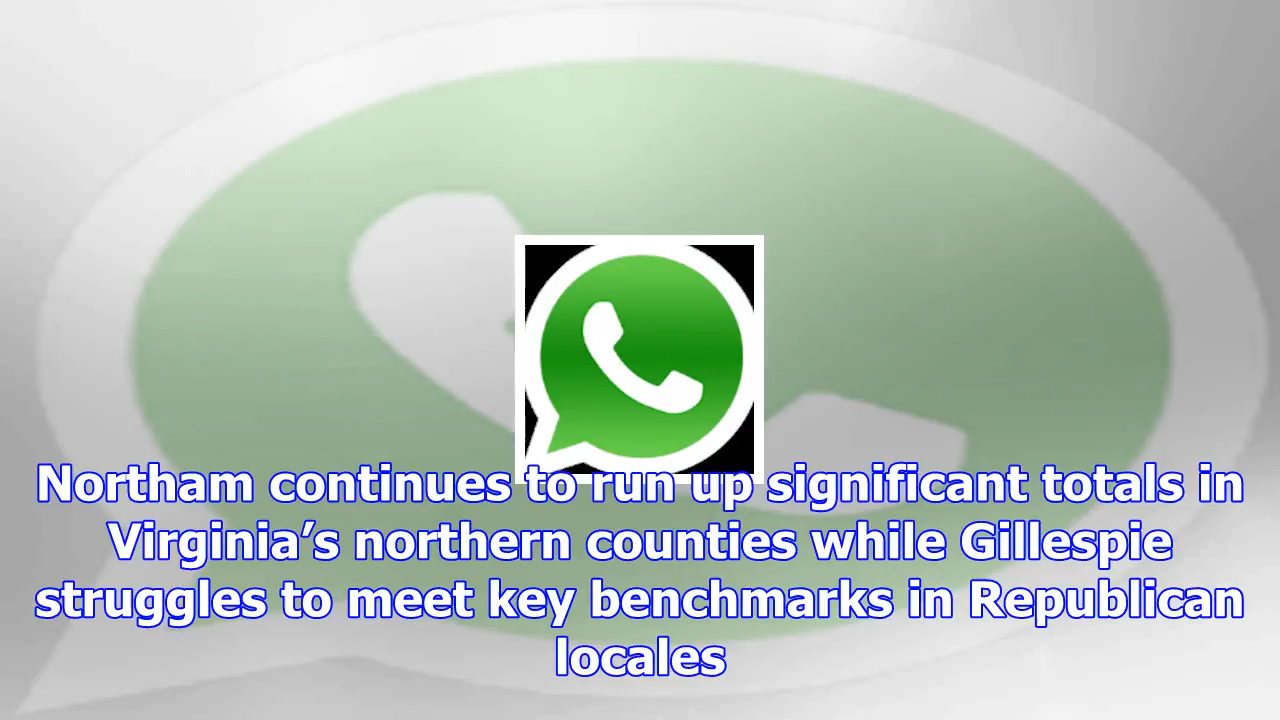 Northam continues to run up significant totals in
Virginia’s northern counties while Gillespie
struggles to meet key benchmarks in Republican
locales